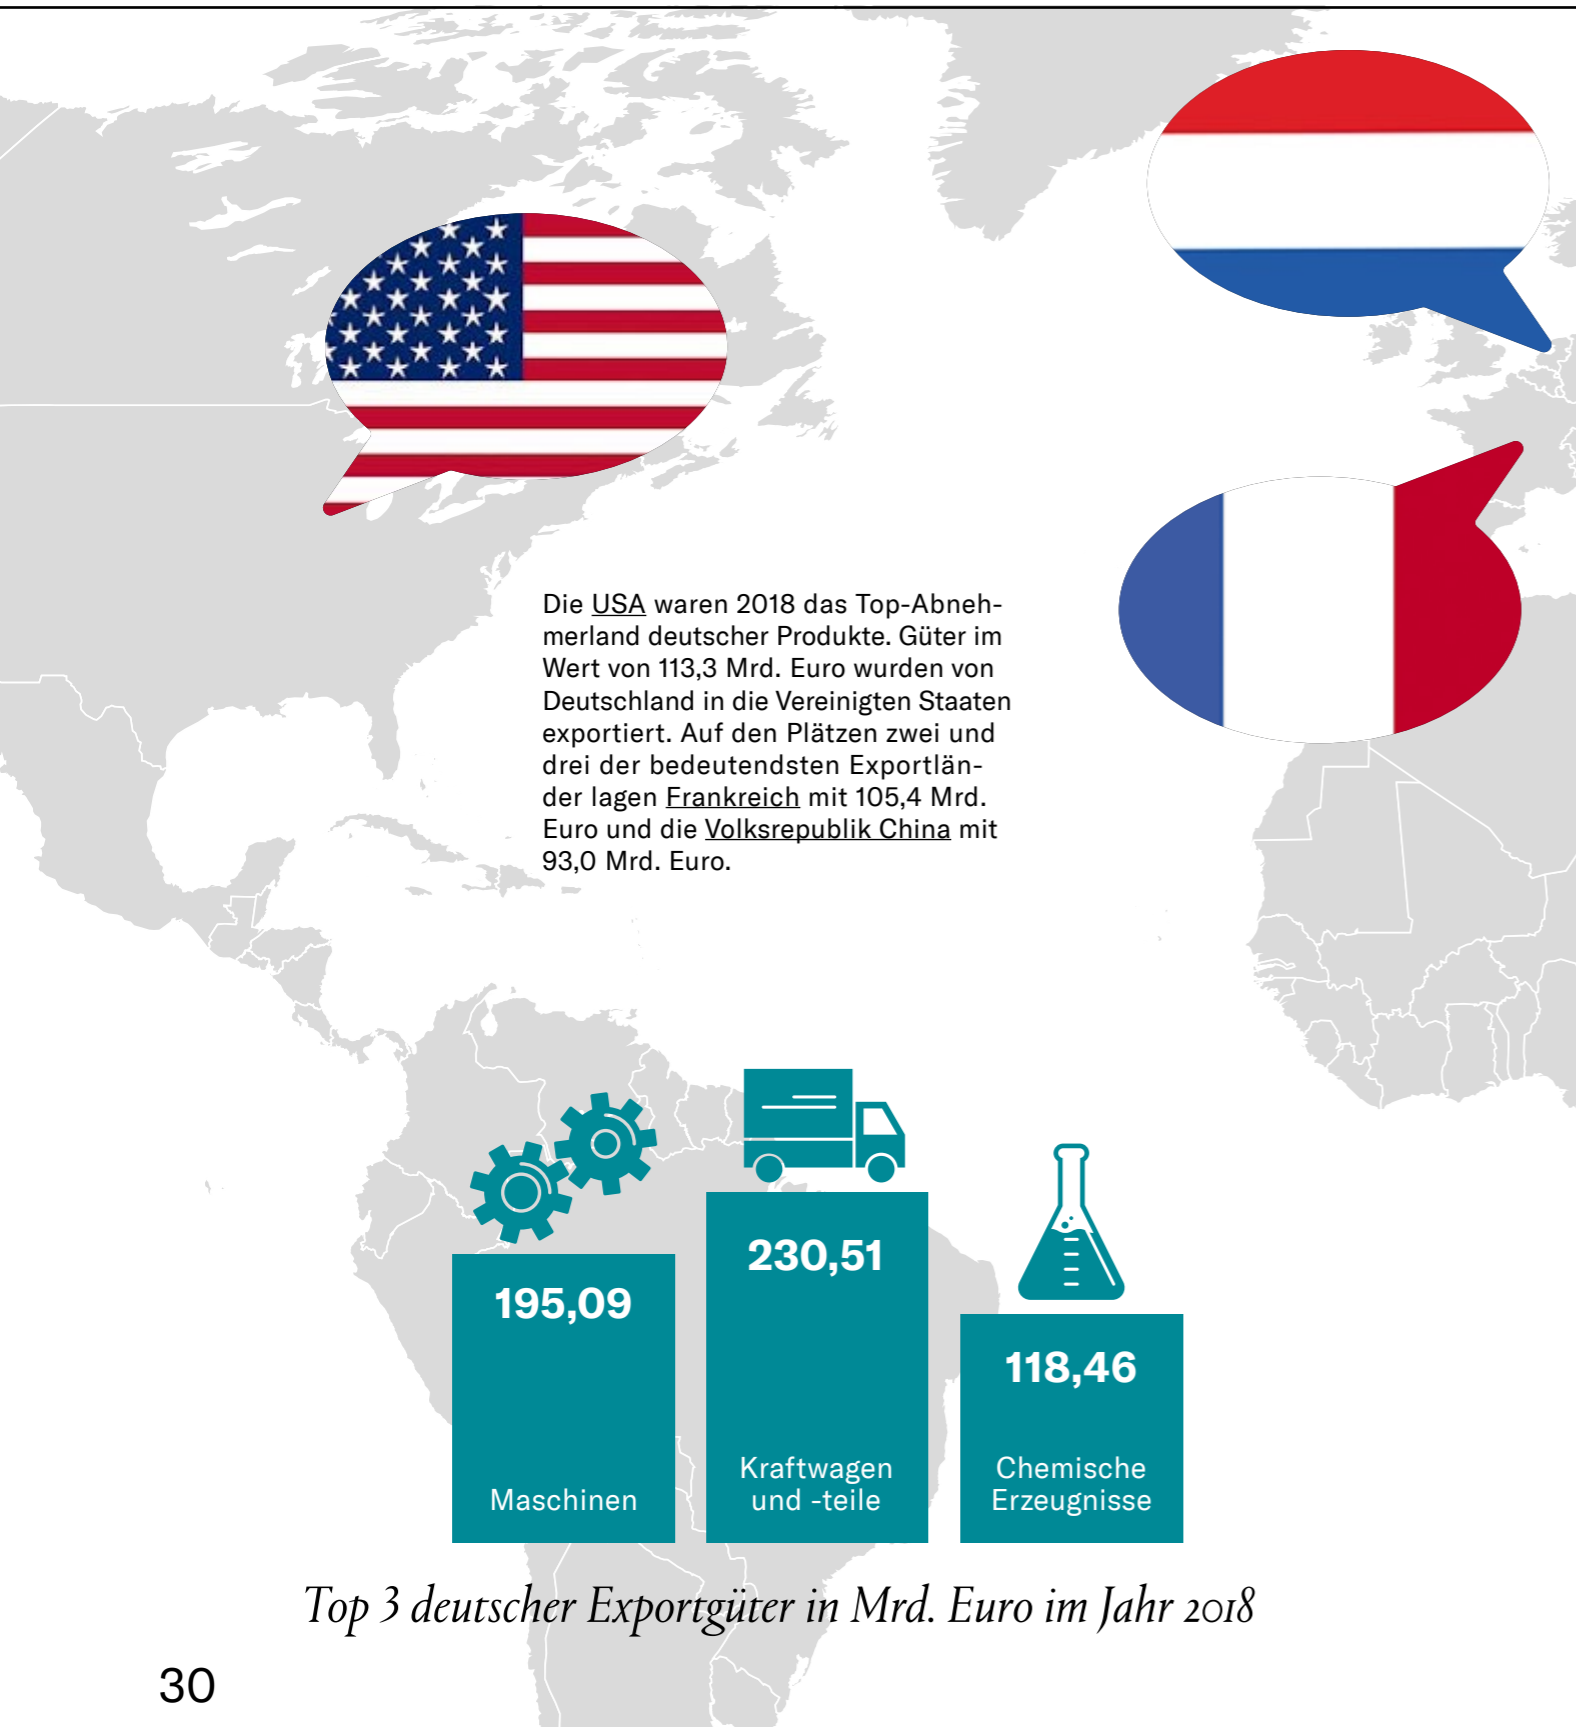 Die USA waren 2018 das Top-Abneh-
merland deutscher Produkte. Güter im
Wert von 113,3 Mrd. Euro wurden von
Deutschland in die Vereinigten Staaten
exportiert. Auf den Plätzen zwei und
drei der bedeutendsten Exportlän-
der lagen Frankreich mit 105,4 Mrd.
Euro und die Volksrepublik China mit
93,0 Mrd. Euro.
195,09
Maschinen
230,51
Kraftwagen
und -teile
118,46
Chemische
Erzeugnisse
Top 3 deutscher Exportgüter in Mrd. Euro im Jahr 2018
30